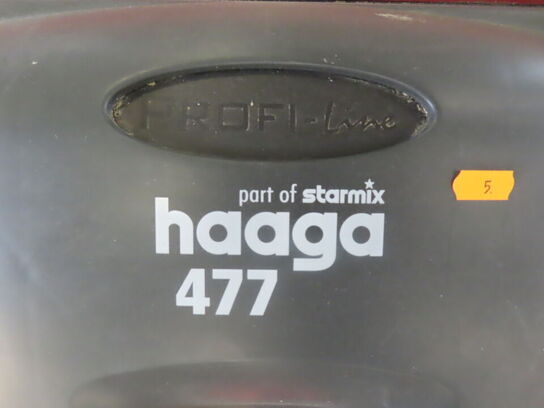 PROFI-line
part of starmix
haaga
477
5.